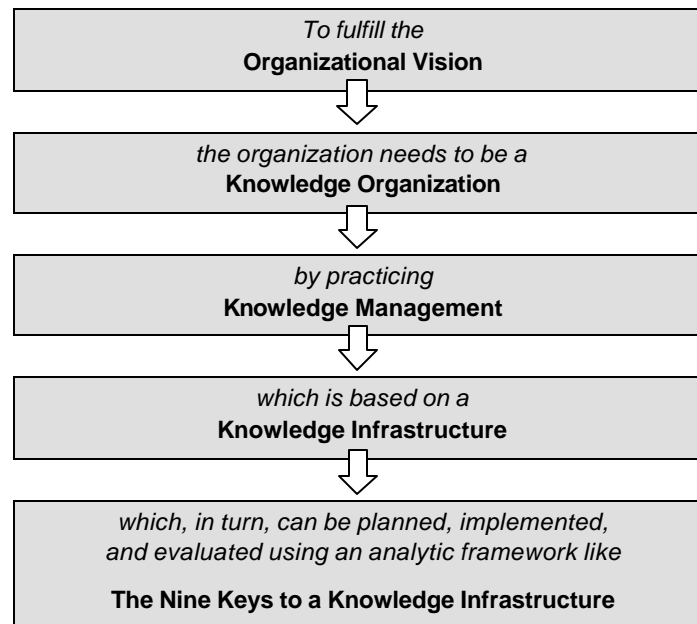 To fulfill the
Organizational Vision
the organization needs to be a
Knowledge Organization
by practicing
Knowledge Management
which is based on a
Knowledge Infrastructure
which, in turn, can be planned, implemented,
and evaluated using an analytic framework like
The Nine Keys to a Knowledge Infrastructure